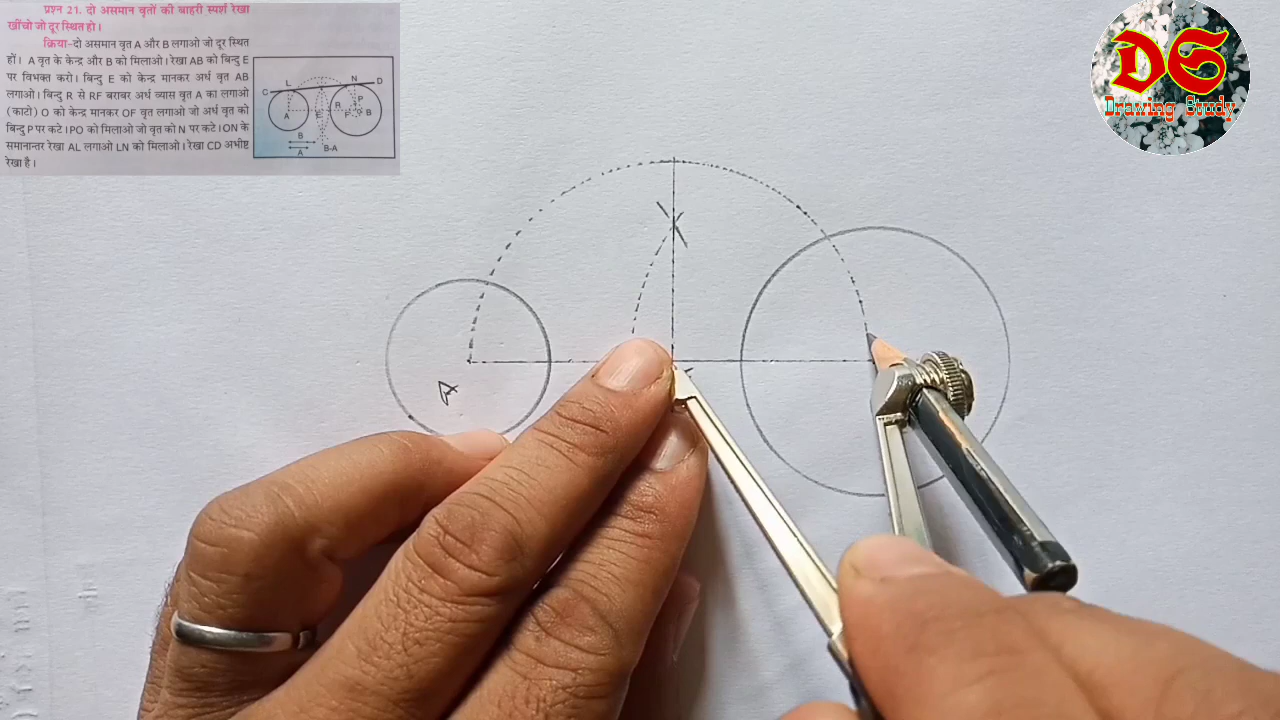 प्रश्न 21. दो असमान वृतों की बाहरी स्पर्श रेखा
खींचो जो दूर स्थित हो।
क्रिया-दो असमान वृत A और B लगाओ जो दूर स्थित
हों। A वृत के केन्द्र और B को मिलाओ। रेखा AB को बिन्दु E
पर विभक्त करो। बिन्दु E को केन्द्र मानकर अर्ध वृत AB
लगाओ। बिन्दु R से RF बराबर अर्ध व्यास वृत A का लगाओ
(काटो) O को केन्द्र मानकर OF वृत लगाओ जो अर्ध वृत को
बिन्दु P पर कटे। PO को मिलाओ जो वृत को N पर कटे। ON के
समानान्तर रेखा AL लगाओ LN को मिलाओ। रेखा CD अभीष्ट
रेखा है।
C L N D
A E R F P B
B
A B-A
DS
Drawing Study
A